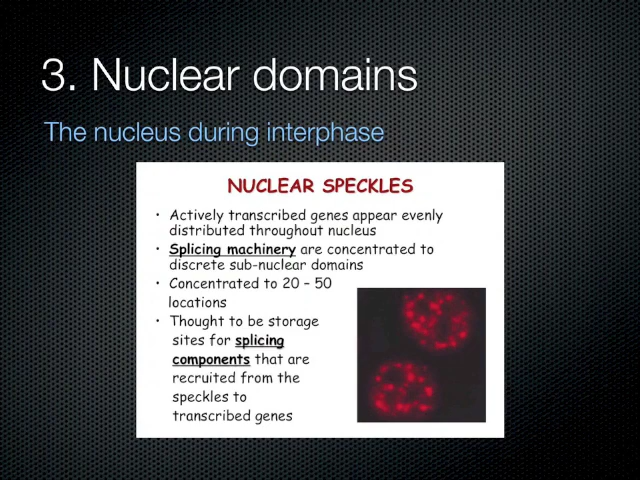 3. Nuclear domains
The nucleus during interphase
NUCLEAR SPECKLES
• Actively transcribed genes appear evenly
distributed throughout nucleus
• Splicing machinery are concentrated to
discrete sub-nuclear domains
• Concentrated to 20 – 50
locations
• Thought to be storage
sites for splicing
components that are
recruited from the
speckles to
transcribed genes